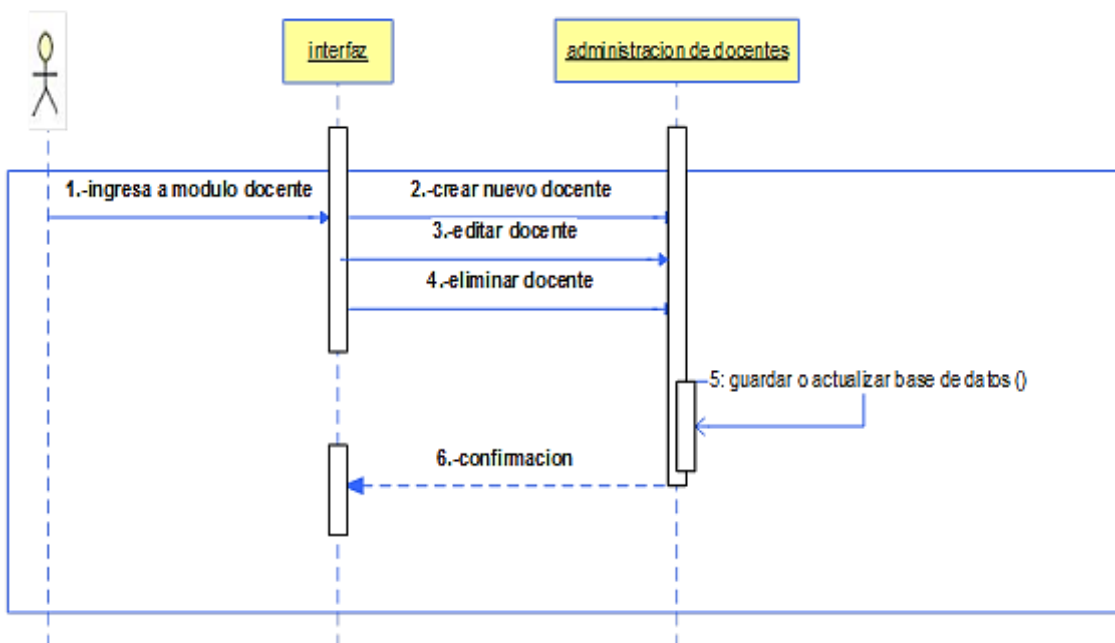 interfaz
administracion de docentes
1.-ingresa a modulo docente
2.-crear nuevo docente
3.-editar docente
4.-eliminar docente
5: guardar o actualizar base de datos ()
6.-confirmacion